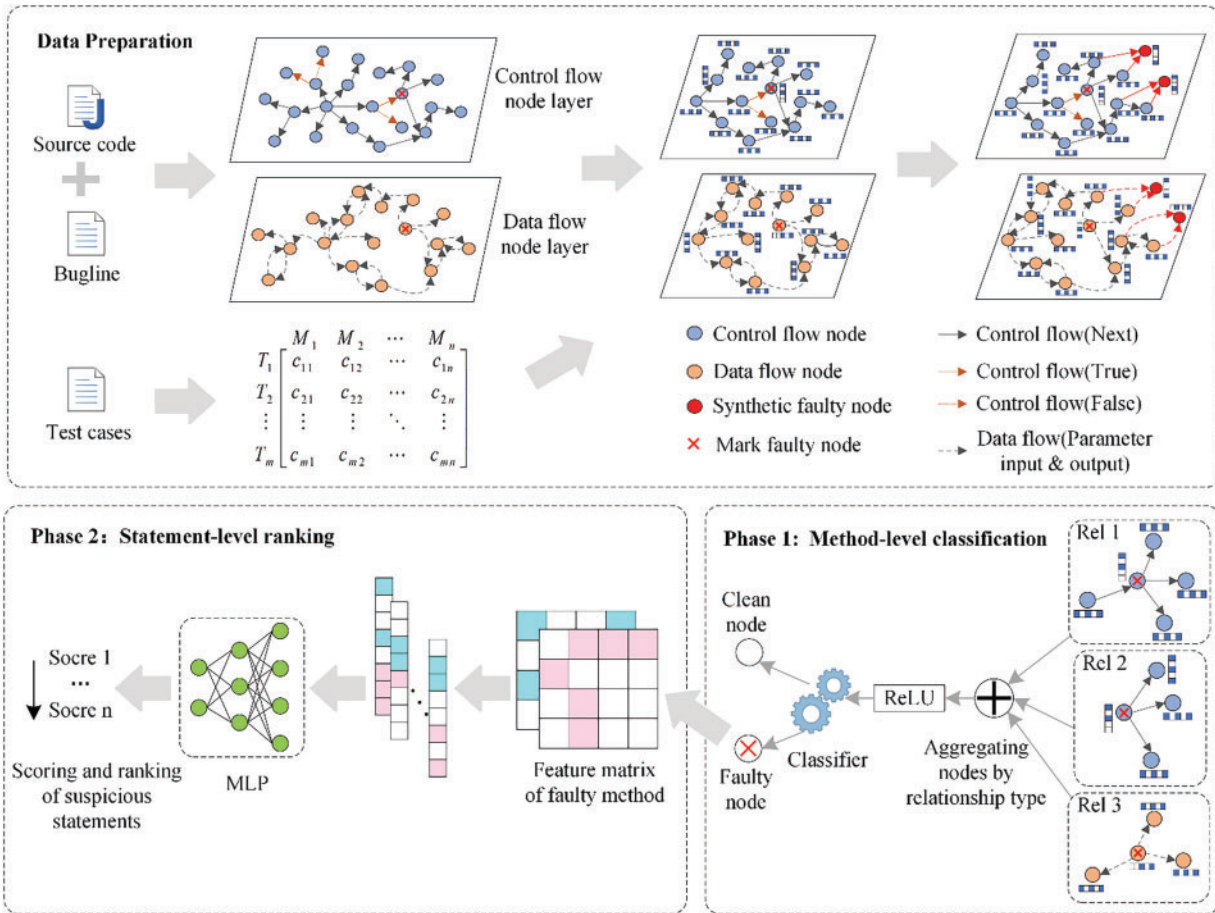 Data Preparation
Source code
Bugline
Test cases
Control flow
node layer
Data flow
node layer
M1 M2 ⋯ Mn
T1 c11 c12 ⋯ c1n
T2 c21 c22 ⋯ c2n
⋮ ⋮ ⋮ ⋱ ⋮
Tm cm1 cm2 ⋯ cmn
Control flow node
Data flow node
Synthetic faulty node
Mark faulty node
Control flow(Next)
Control flow(True)
Control flow(False)
Data flow(Parameter
input & output)
Phase 2: Statement-level ranking
Socre 1
...
Socre n
Scoring and ranking
of suspicious
statements
MLP
Feature matrix
of faulty method
Phase 1: Method-level classification
Clean
node
Faulty
node
Classifier
ReLU
Aggregating
nodes by
relationship type
Rel 1
Rel 2
Rel 3